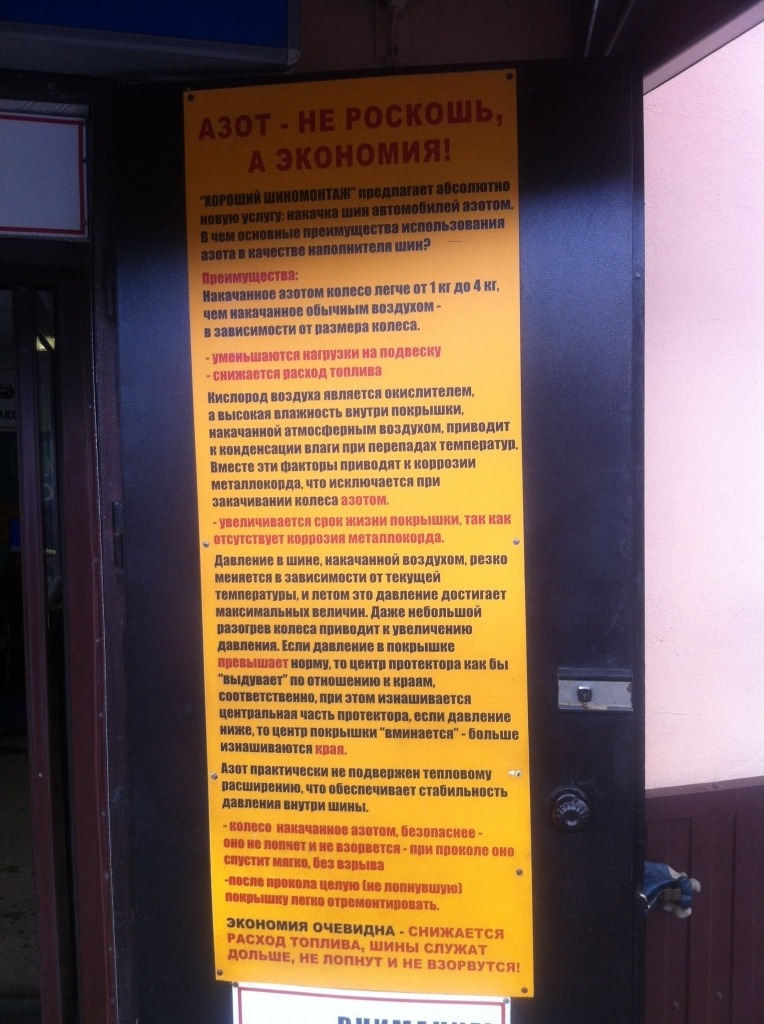 АЗОТ - НЕ РОСКОШЬ,
А ЭКОНОМИЯ!
"ХОРОШИЙ ШИНОМОНТАЖ" предлагает абсолютно
новую услугу: накачка шин автомобилей азотом.
В чем основные преимущества использования
азота в качестве наполнителя шин?
Преимущества:
Накачанное азотом колесо легче от 1 кг до 4 кг,
чем накачанное обычным воздухом -
в зависимости от размера колеса.
- уменьшаются нагрузки на подвеску
- снижается расход топлива
Кислород воздуха является окислителем,
а высокая влажность внутри покрышки,
накачанной атмосферным воздухом, приводит
к конденсации влаги при перепадах температур.
Вместе эти факторы приводят к коррозии
металлокорда, что исключается при
закачивании колеса азотом.
- увеличивается срок жизни покрышки, так как
отсутствует коррозия металлокорда.
Давление в шине, накачанной воздухом, резко
меняется в зависимости от текущей
температуры, и летом это давление достигает
максимальных величин. Даже небольшой
разогрев колеса приводит к увеличению
давления. Если давление в покрышке
превышает норму, то центр протектора как бы
"выдувает" по отношению к краям,
соответственно, при этом изнашивается
центральная часть протектора, если давление
ниже, то центр покрышки "вминается" - больше
изнашиваются края.
Азот практически не подвержен тепловому
расширению, что обеспечивает стабильность
давления внутри шины.
- колесо накачанное азотом, безопаснее -
оно не лопнет и не взорвется - при проколе оно
спустит мягко, без взрыва
-после прокола целую (не лопнувшую)
покрышку легко отремонтировать.
ЭКОНОМИЯ ОЧЕВИДНА - СНИЖАЕТСЯ
РАСХОД ТОПЛИВА, ШИНЫ СЛУЖАТ
ДОЛЬШЕ, НЕ ЛОПНУТ И НЕ ВЗОРВУТСЯ!